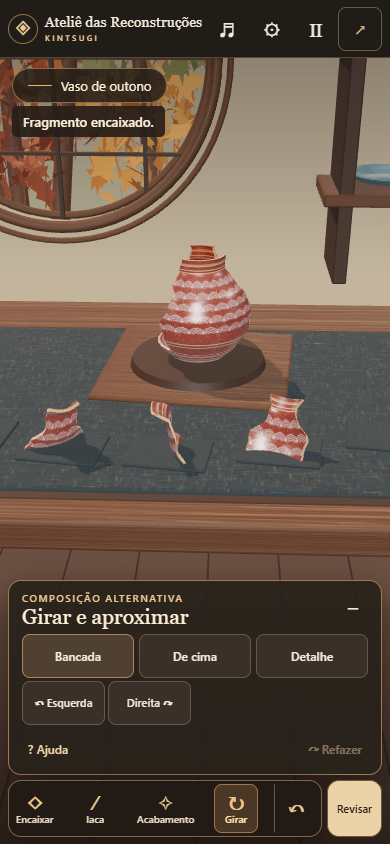 Ateliê das Reconstruções
KINTSUGI
Vaso de outono
Fragmento encaixado.
COMPOSIÇÃO ALTERNATIVA
Girar e aproximar
Bancada
De cima
Detalhe
Esquerda
Direita
? Ajuda
Refazer
Encaixar
laca
Acabamento
Girar
Revisar